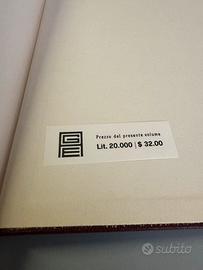 Prezzo del presente volume
Lit. 20.000 | $ 32.00
subito